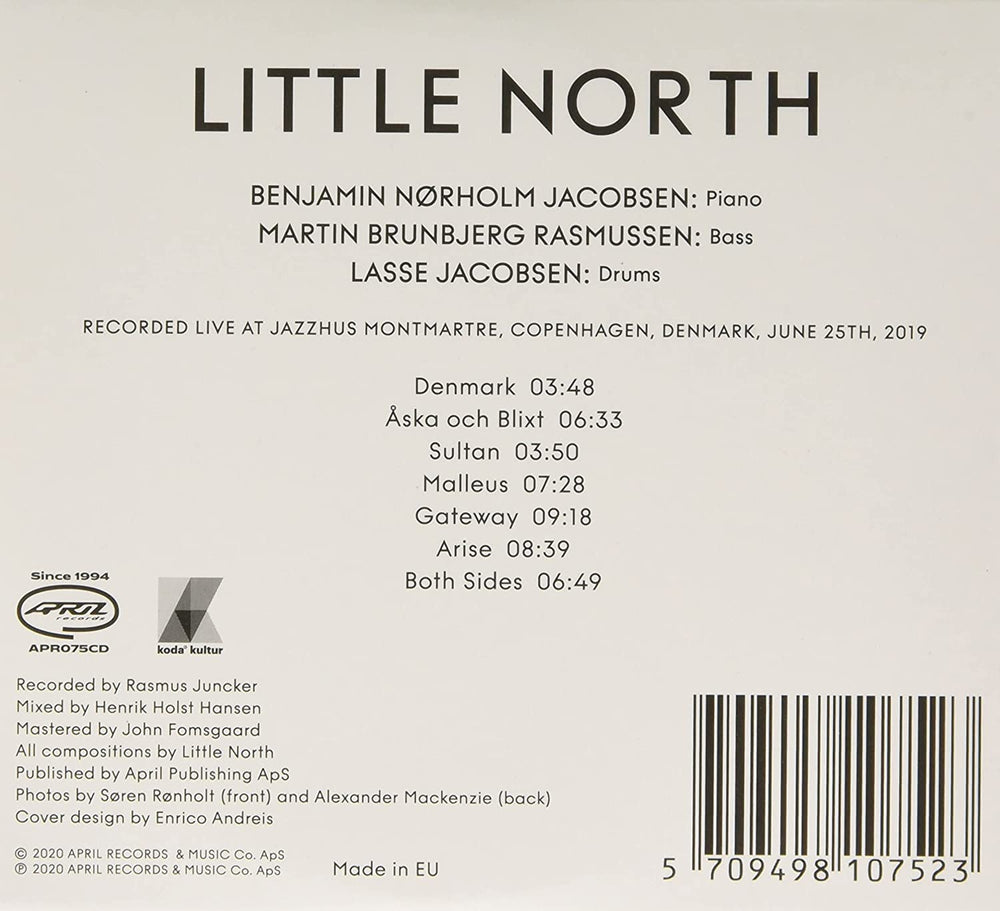 LITTLE NORTH
BENJAMIN NØRHOLM JACOBSEN: Piano
MARTIN BRUNBJERG RASMUSSEN: Bass
LASSE JACOBSEN: Drums
RECORDED LIVE AT JAZZHUS MONTMARTRE, COPENHAGEN, DENMARK, JUNE 25TH, 2019
Denmark 03:48
Åska och Blixt 06:33
Sultan 03:50
Malleus 07:28
Gateway 09:18
Arise 08:39
Both Sides 06:49
Since 1994
APRIL
records
APR075CD
koda® kultur
Recorded by Rasmus Juncker
Mixed by Henrik Holst Hansen
Mastered by John Fomsgaard
All compositions by Little North
Published by April Publishing ApS
Photos by Søren Rønholt (front) and Alexander Mackenzie (back)
Cover design by Enrico Andreis
© 2020 APRIL RECORDS & MUSIC Co. ApS
℗ 2020 APRIL RECORDS & MUSIC Co. ApS
Made in EU
5 709498 107523